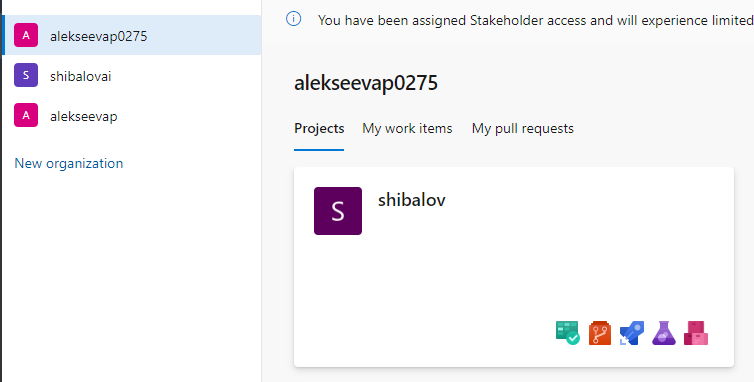 A alekseevap0275
S shibalovai
A alekseevap
New organization
You have been assigned Stakeholder access and will experience limited
alekseevap0275
Projects My work items My pull requests
S shibalov